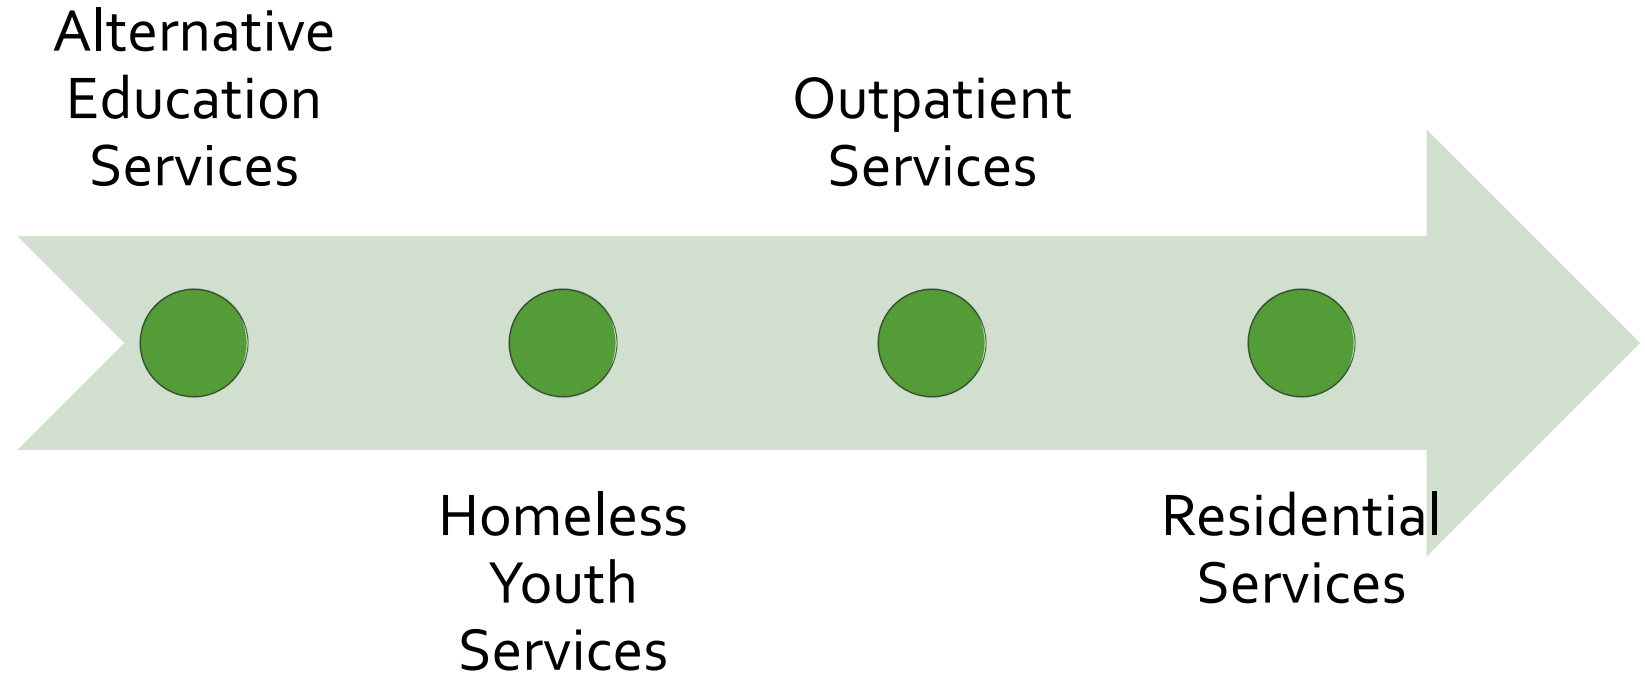 Alternative
Education
Services
Homeless
Youth
Services
Outpatient
Services
Residential
Services